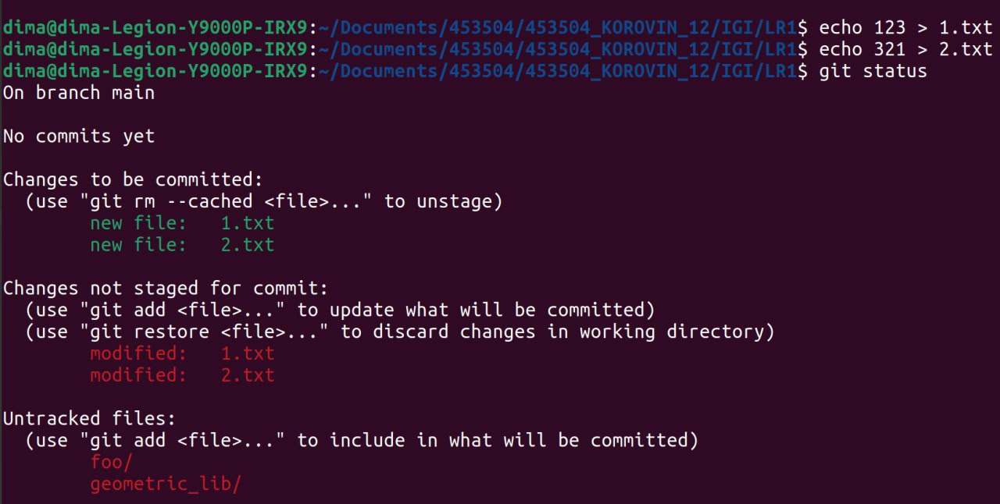 dima@dima-Legion-Y9000P-IRX9:~/Documents/453504/453504_KOROVIN_12/IGI/LR1$ echo 123 > 1.txt
dima@dima-Legion-Y9000P-IRX9:~/Documents/453504/453504_KOROVIN_12/IGI/LR1$ echo 321 > 2.txt
dima@dima-Legion-Y9000P-IRX9:~/Documents/453504/453504_KOROVIN_12/IGI/LR1$ git status
On branch main

No commits yet

Changes to be committed:
  (use "git rm --cached <file>..." to unstage)
        new file:   1.txt
        new file:   2.txt

Changes not staged for commit:
  (use "git add <file>..." to update what will be committed)
  (use "git restore <file>..." to discard changes in working directory)
        modified:   1.txt
        modified:   2.txt

Untracked files:
  (use "git add <file>..." to include in what will be committed)
        foo/
        geometric_lib/